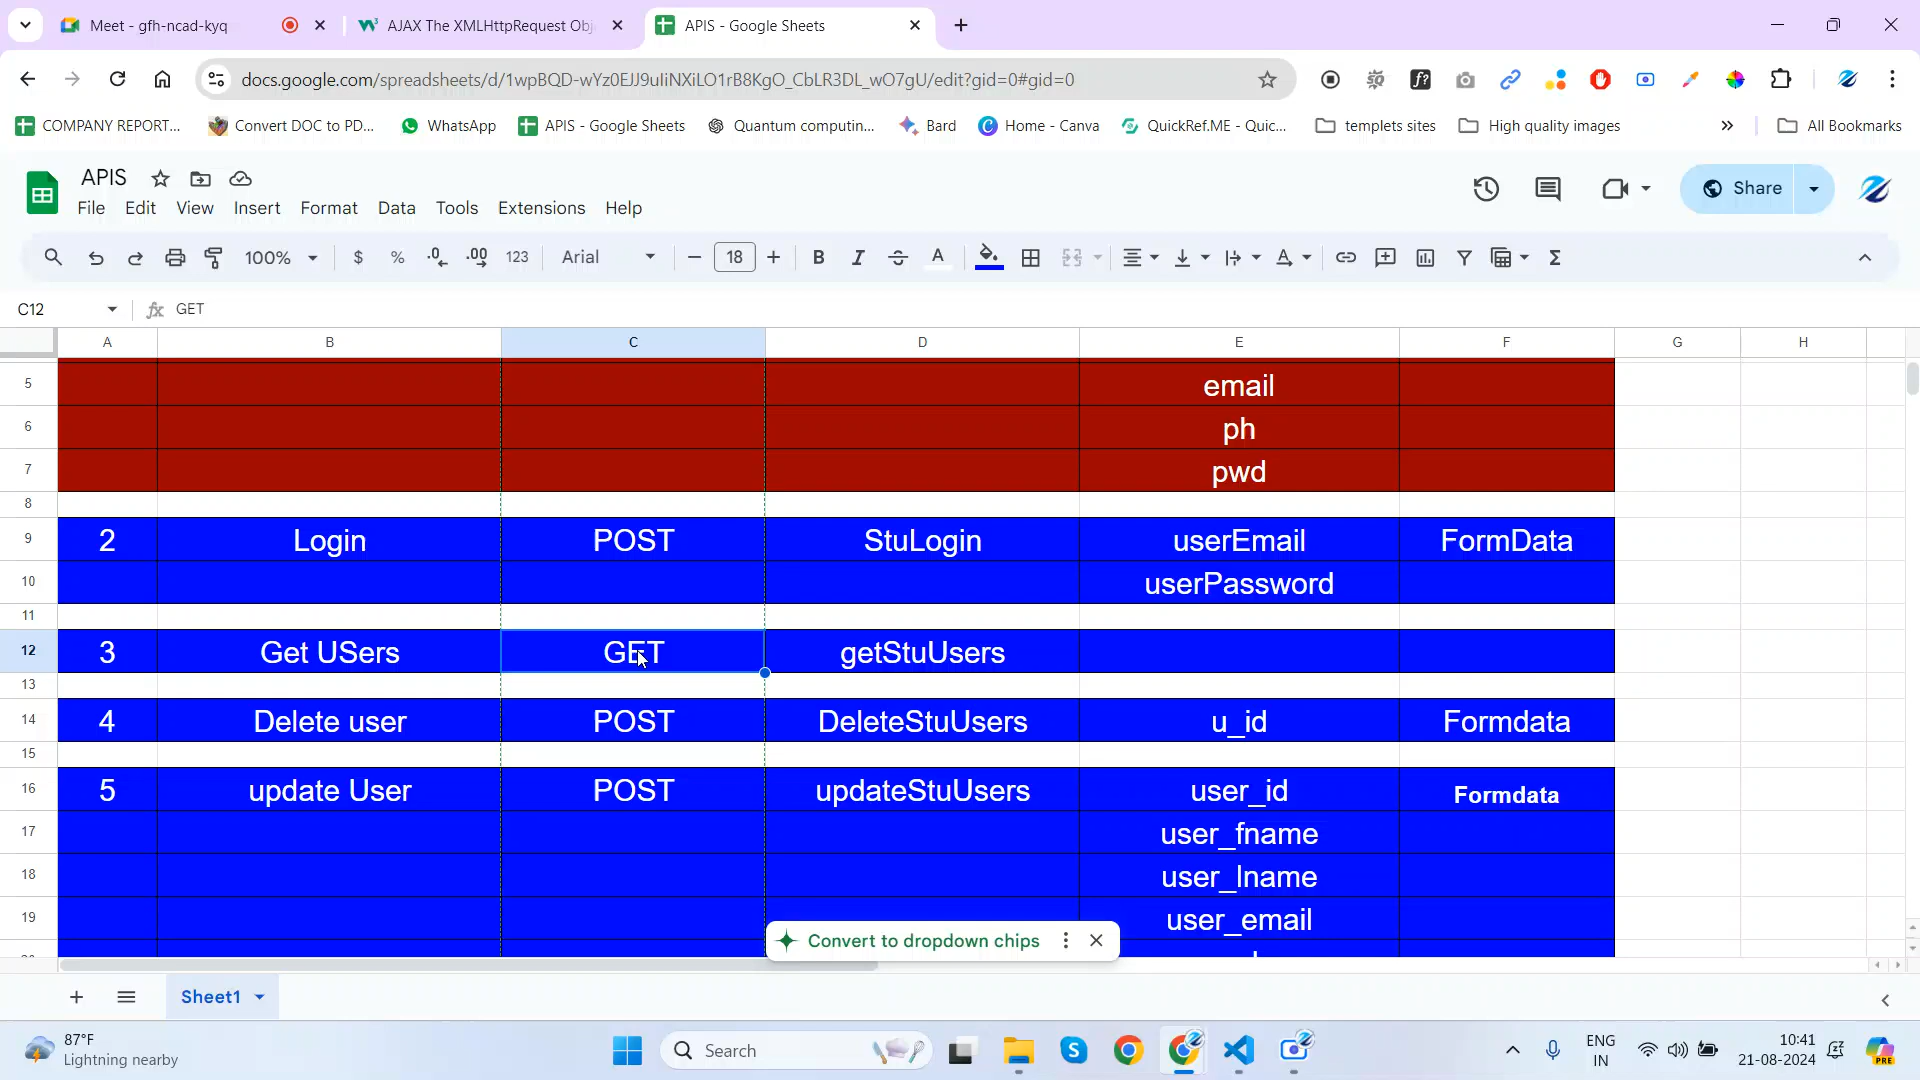 Meet - gfh-ncad-kyq
AJAX The XMLHttpRequest Obj
APIS - Google Sheets
docs.google.com/spreadsheets/d/1wpBQD-wYz0EJJ9uIiNXiLO1rB8KgO_CbLR3DL_wO7gU/edit?gid=0#gid=0
COMPANY REPORT...
Convert DOC to PD...
WhatsApp
APIS - Google Sheets
Quantum computin...
Bard
Home - Canva
QuickRef.ME - Quic...
templets sites
High quality images
All Bookmarks
APIS
Share
File Edit View Insert Format Data Tools Extensions Help
100% $ % .0 .00 123 Arial 18 B I A
C12 fx GET
A B C D E F G H
5 email
6 ph
7 pwd
8
9 2 Login POST StuLogin userEmail FormData
10 userPassword
11
12 3 Get USers GET getStuUsers
13
14 4 Delete user POST DeleteStuUsers u_id Formdata
15
16 5 update User POST updateStuUsers user_id Formdata
17 user_fname
18 user_lname
19 user_email
Convert to dropdown chips
Sheet1
87°F
Lightning nearby
Search
ENG
IN
10:41
21-08-2024
PRE